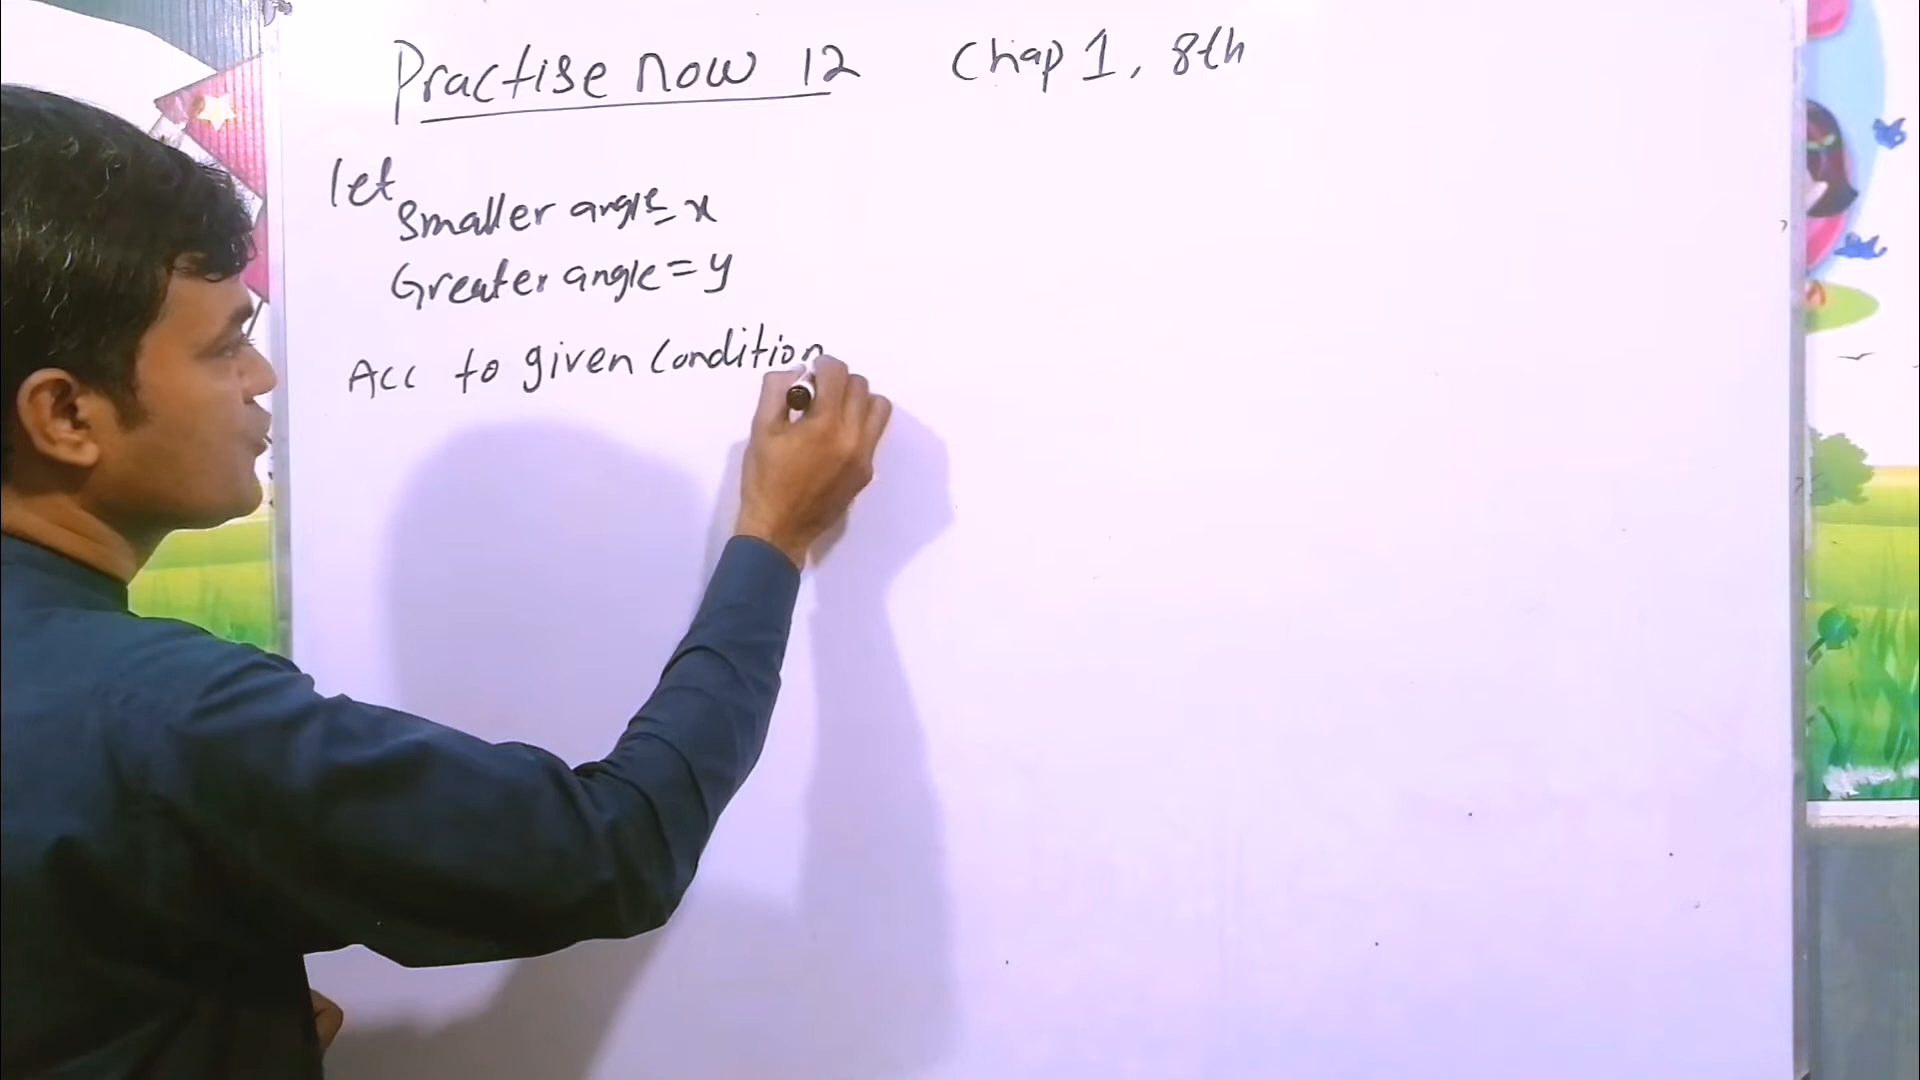 Practise now 12 Chap 1, 8th
let
Smaller angle = x
Greater angle = y
Acc to given Condition